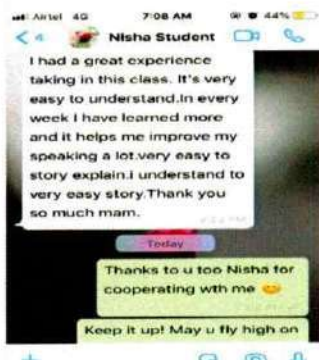 Airtel 4G 7:08 AM 44%
4 Nisha Student
I had a great experience
taking in this class. It's very
easy to understand.In every
week I have learned more
and it helps me improve my
speaking a lot.very easy to
story explain.i understand to
very easy story.Thank you
so much mam.
Today
Thanks to u too Nisha for
cooperating wth me 😊
Keep it up! May u fly high on